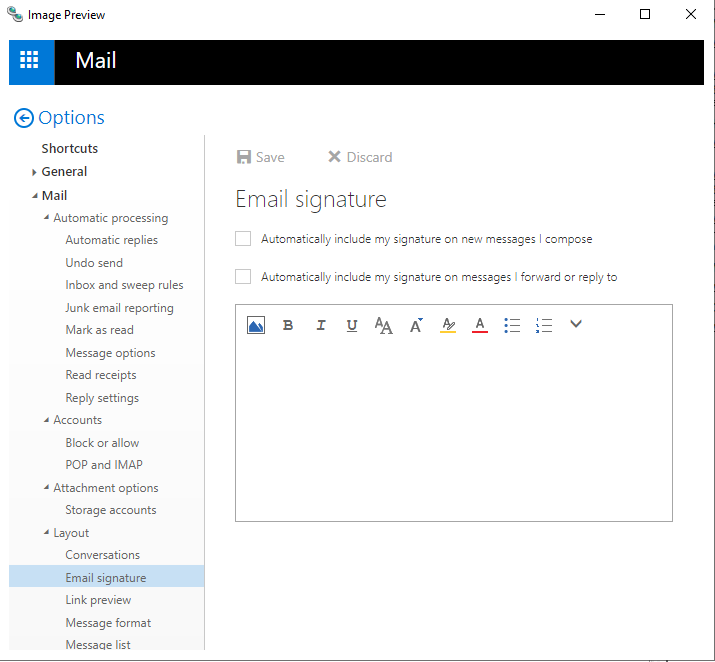 Image Preview
Mail
Options
Shortcuts
General
Mail
Automatic processing
Automatic replies
Undo send
Inbox and sweep rules
Junk email reporting
Mark as read
Message options
Read receipts
Reply settings
Accounts
Block or allow
POP and IMAP
Attachment options
Storage accounts
Layout
Conversations
Email signature
Link preview
Message format
Message list
Save Discard
Email signature
Automatically include my signature on new messages I compose
Automatically include my signature on messages I forward or reply to
B I U AA A A A